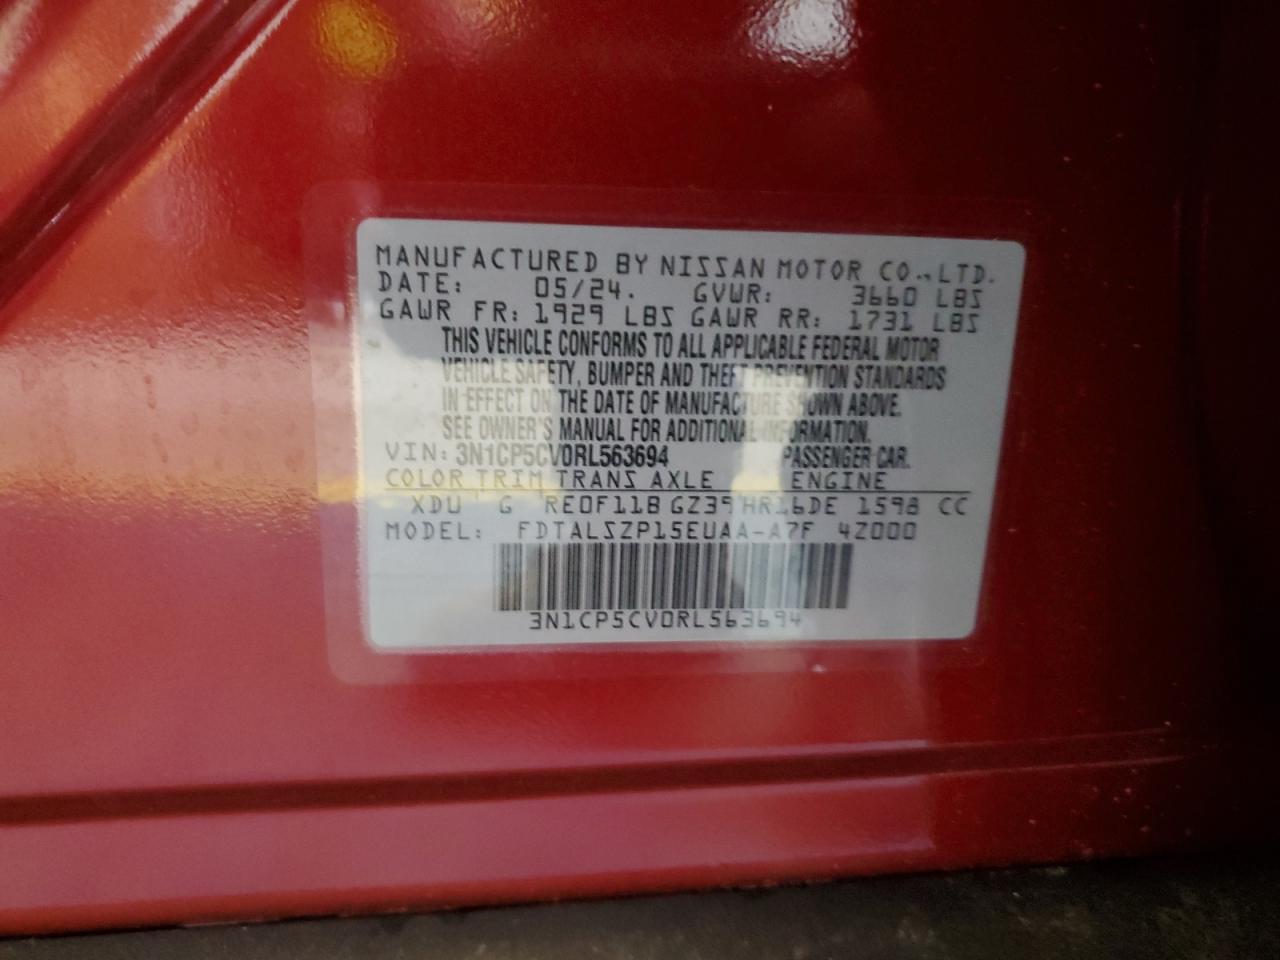 MANUFACTURED BY NISSAN MOTOR CO., LTD.
DATE: 05/24. GVWR: 3660 LBS
GAWR FR: 1929 LBS GAWR RR: 1731 LBS
THIS VEHICLE CONFORMS TO ALL APPLICABLE FEDERAL MOTOR
VEHICLE SAFETY, BUMPER AND THEFT PREVENTION STANDARDS
IN EFFECT ON THE DATE OF MANUFACTURE SHOWN ABOVE.
SEE OWNER'S MANUAL FOR ADDITIONAL INFORMATION.
VIN: 3N1CP5CV0RL563694 PASSENGER CAR.
COLOR TRIM TRANS AXLE ENGINE
XDU G RE0F11B GZ39 HR16DE 1598 CC
MODEL: FDTALSZP15EUAA-A7F 4Z000
3N1CP5CV0RL563694